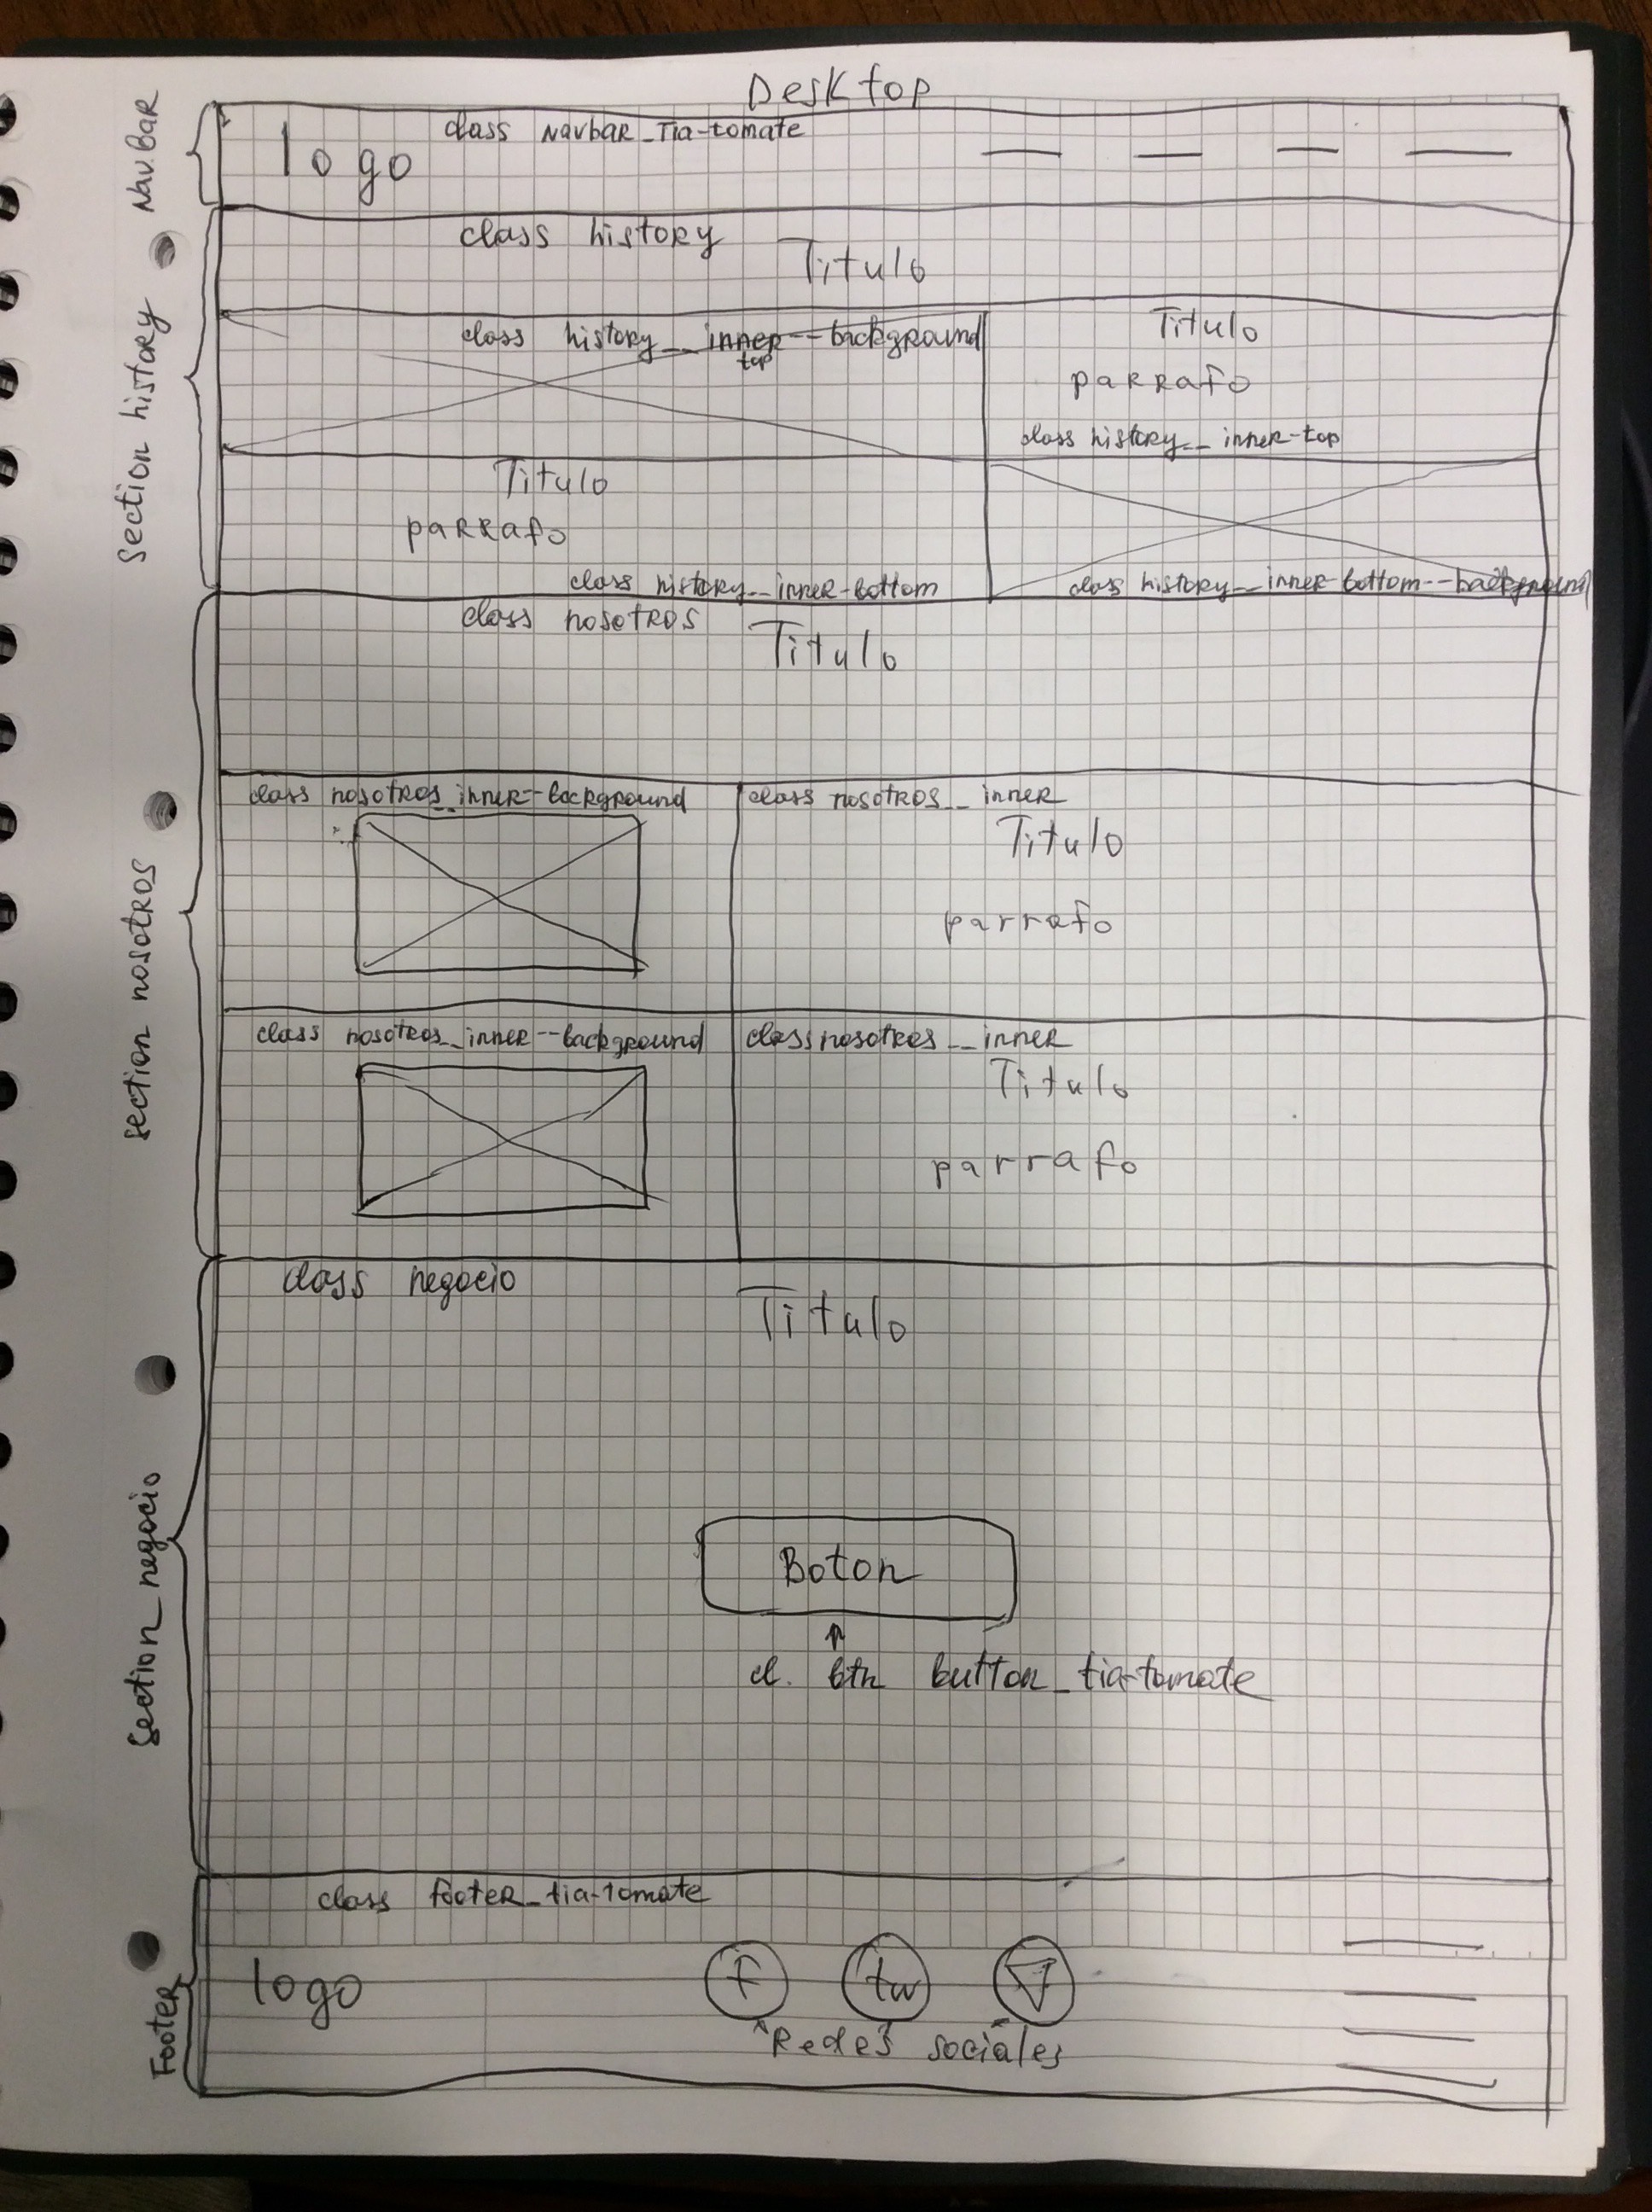 Desktop
NavBar
logo
class Navbar_Tia-tomate
Section history
class history
Titulo
class history__inner--background
top
Titulo
parrafo
class history__inner-top
Titulo
parrafo
class history__inner-bottom
class history__inner-bottom--background
section nosotros
class nosotros
Titulo
class nosotros__inner--background
class nosotros__inner
Titulo
parrafo
class nosotros__inner--background
class nosotros__inner
Titulo
parrafo
Section negocio
class negocio
Titulo
Boton
cl. btn button_tia-tomate
Footer
class footer_tia-tomate
logo
f tw
Redes sociales